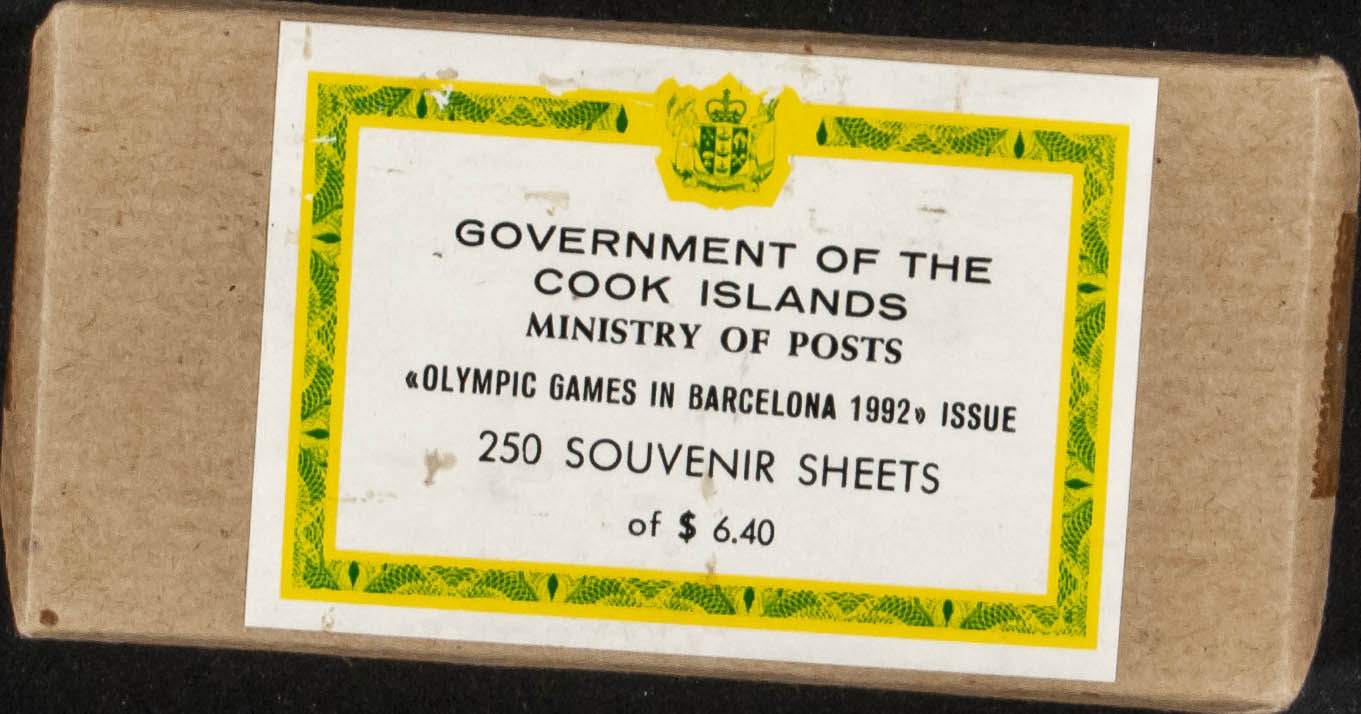 GOVERNMENT OF THE
COOK ISLANDS
MINISTRY OF POSTS
«OLYMPIC GAMES IN BARCELONA 1992» ISSUE
250 SOUVENIR SHEETS
of $ 6.40